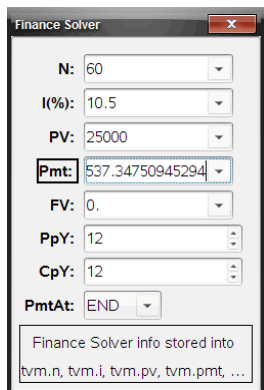 Finance Solver x
N: 60
I(%): 10.5
PV: 25000
Pmt: 537.34750945294
FV: 0.
PpY: 12
CpY: 12
PmtAt: END
Finance Solver info stored into
tvm.n, tvm.i, tvm.pv, tvm.pmt, ...